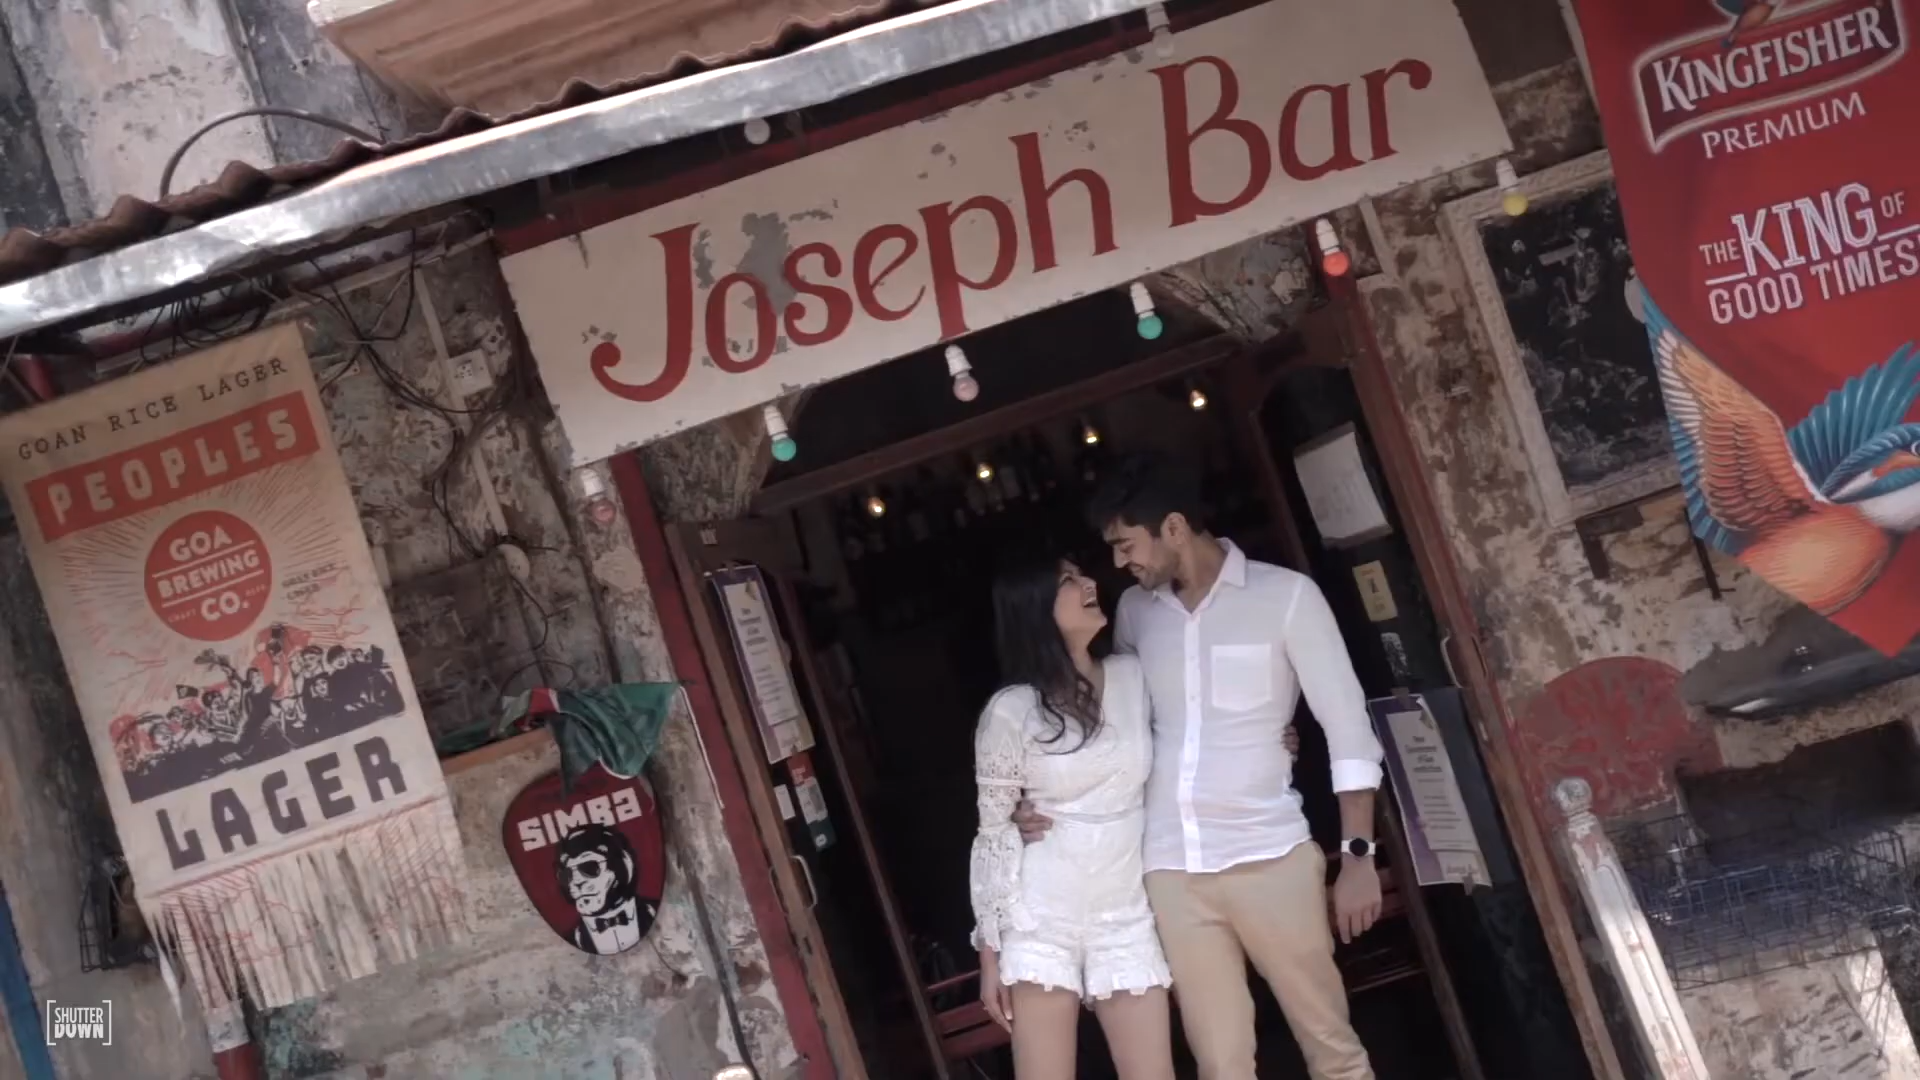 Joseph Bar
KINGFISHER
PREMIUM
THE KING OF
GOOD TIMES
GOAN RICE LAGER
PEOPLES
GOA
BREWING
CO.
LAGER
SIMBA
SHUTTER
DOWN